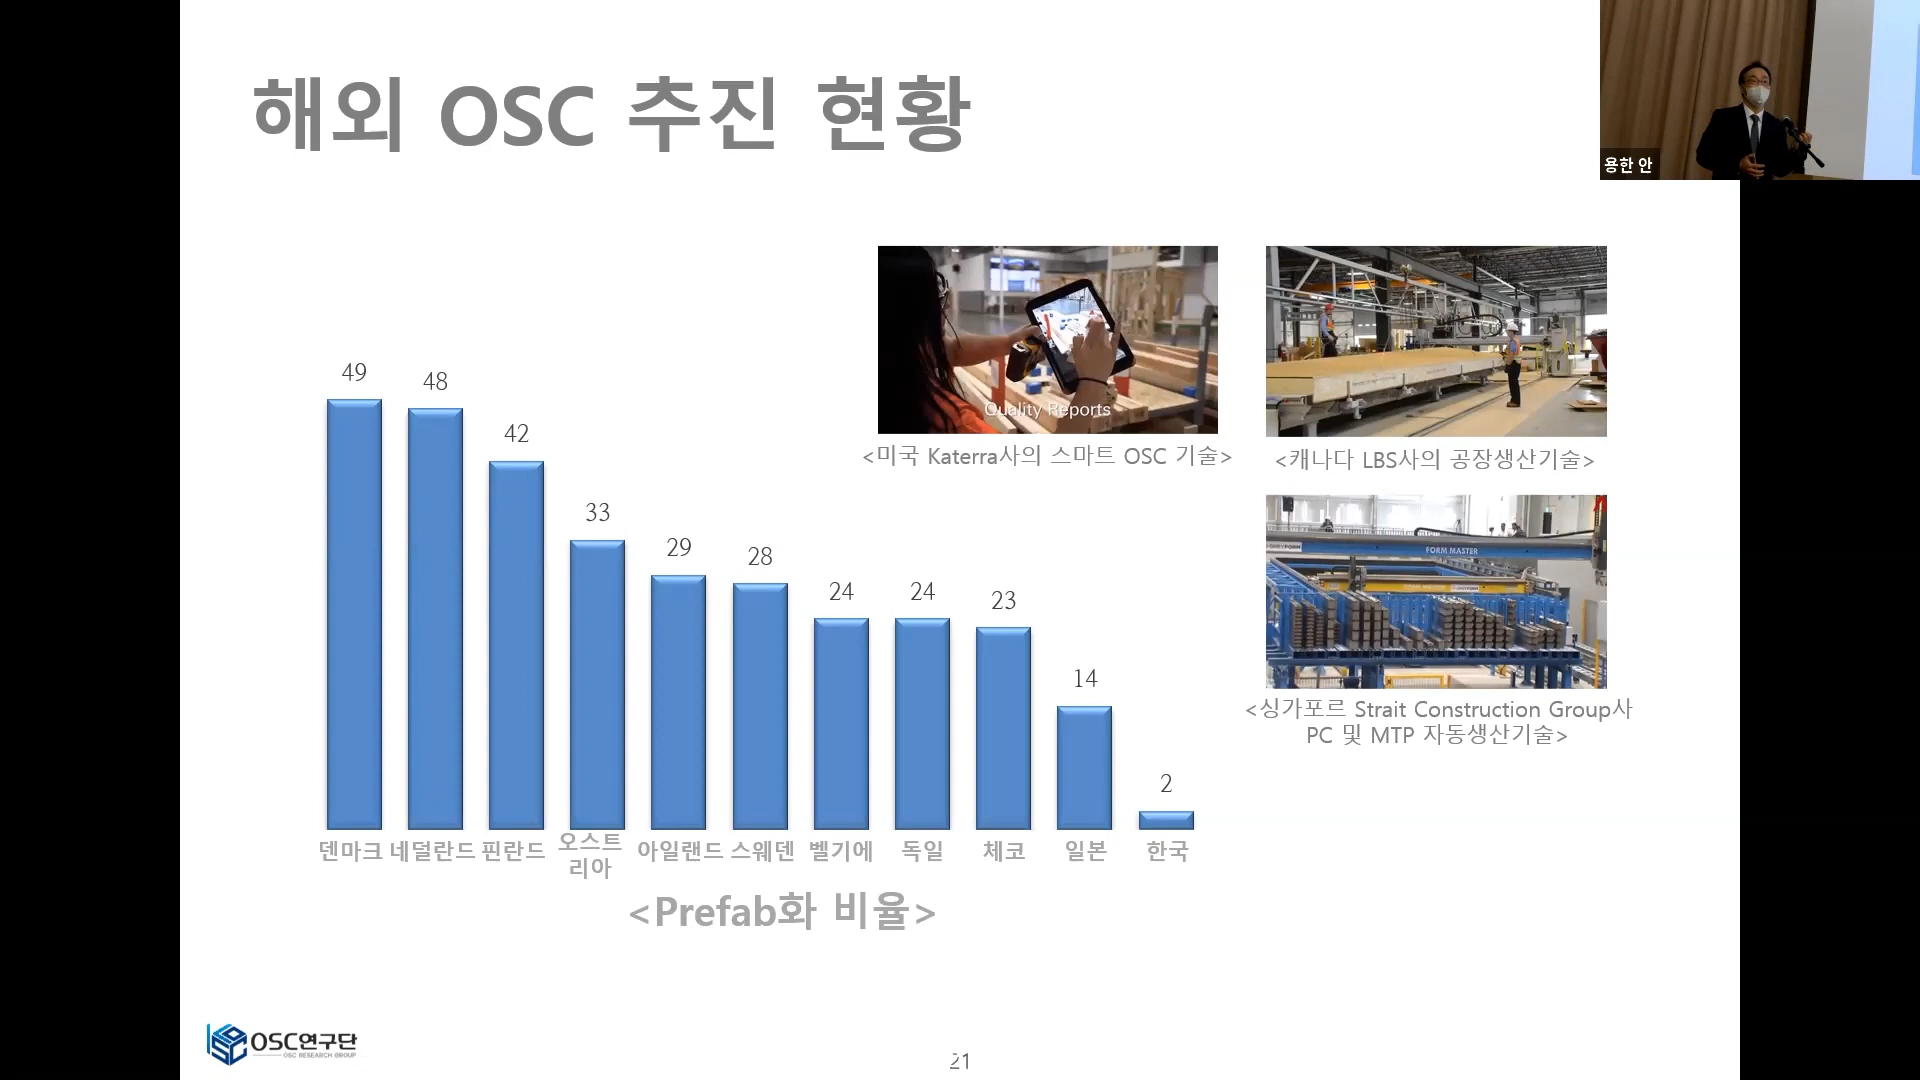 해외 OSC 추진 현황
용한 안
Quality Reports
<미국 Katerra사의 스마트 OSC 기술>
<캐나다 LBS사의 공장생산기술>
FORM MASTER
<싱가포르 Strait Construction Group사
PC 및 MTP 자동생산기술>
49
48
42
33
29
28
24
24
23
14
2
덴마크 네덜란드 핀란드 오스트
리아 아일랜드 스웨덴 벨기에 독일 체코 일본 한국
<Prefab화 비율>
OSC연구단
OSC RESEARCH GROUP
21